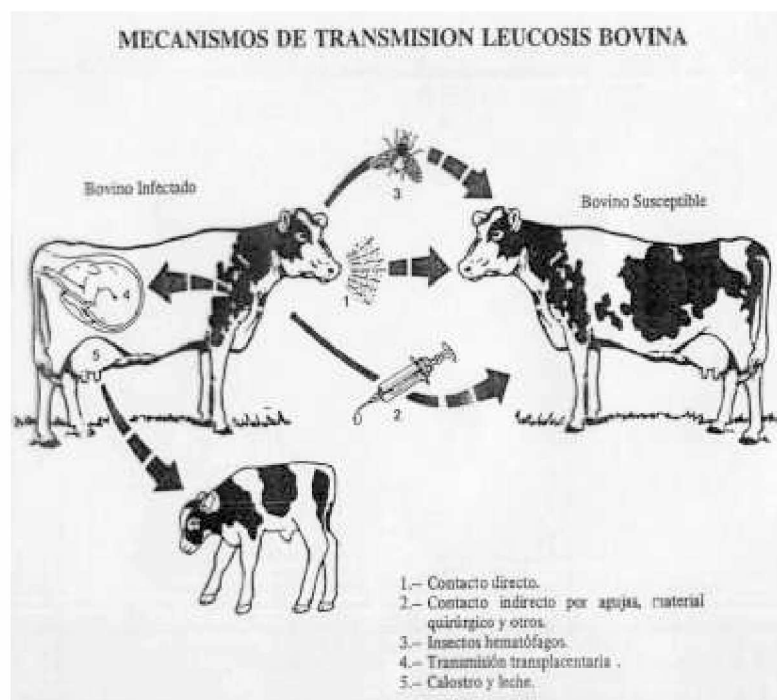 MECANISMOS DE TRANSMISION LEUCOSIS BOVINA
Bovino Infectado
3
Bovino Susceptible
4
1
5
2
1.– Contacto directo.
2.– Contacto indirecto por agujas, material
quirúrgico y otros.
3.– Insectos hematófagos.
4.– Transmisión transplacentaria .
5.– Calostro y leche.